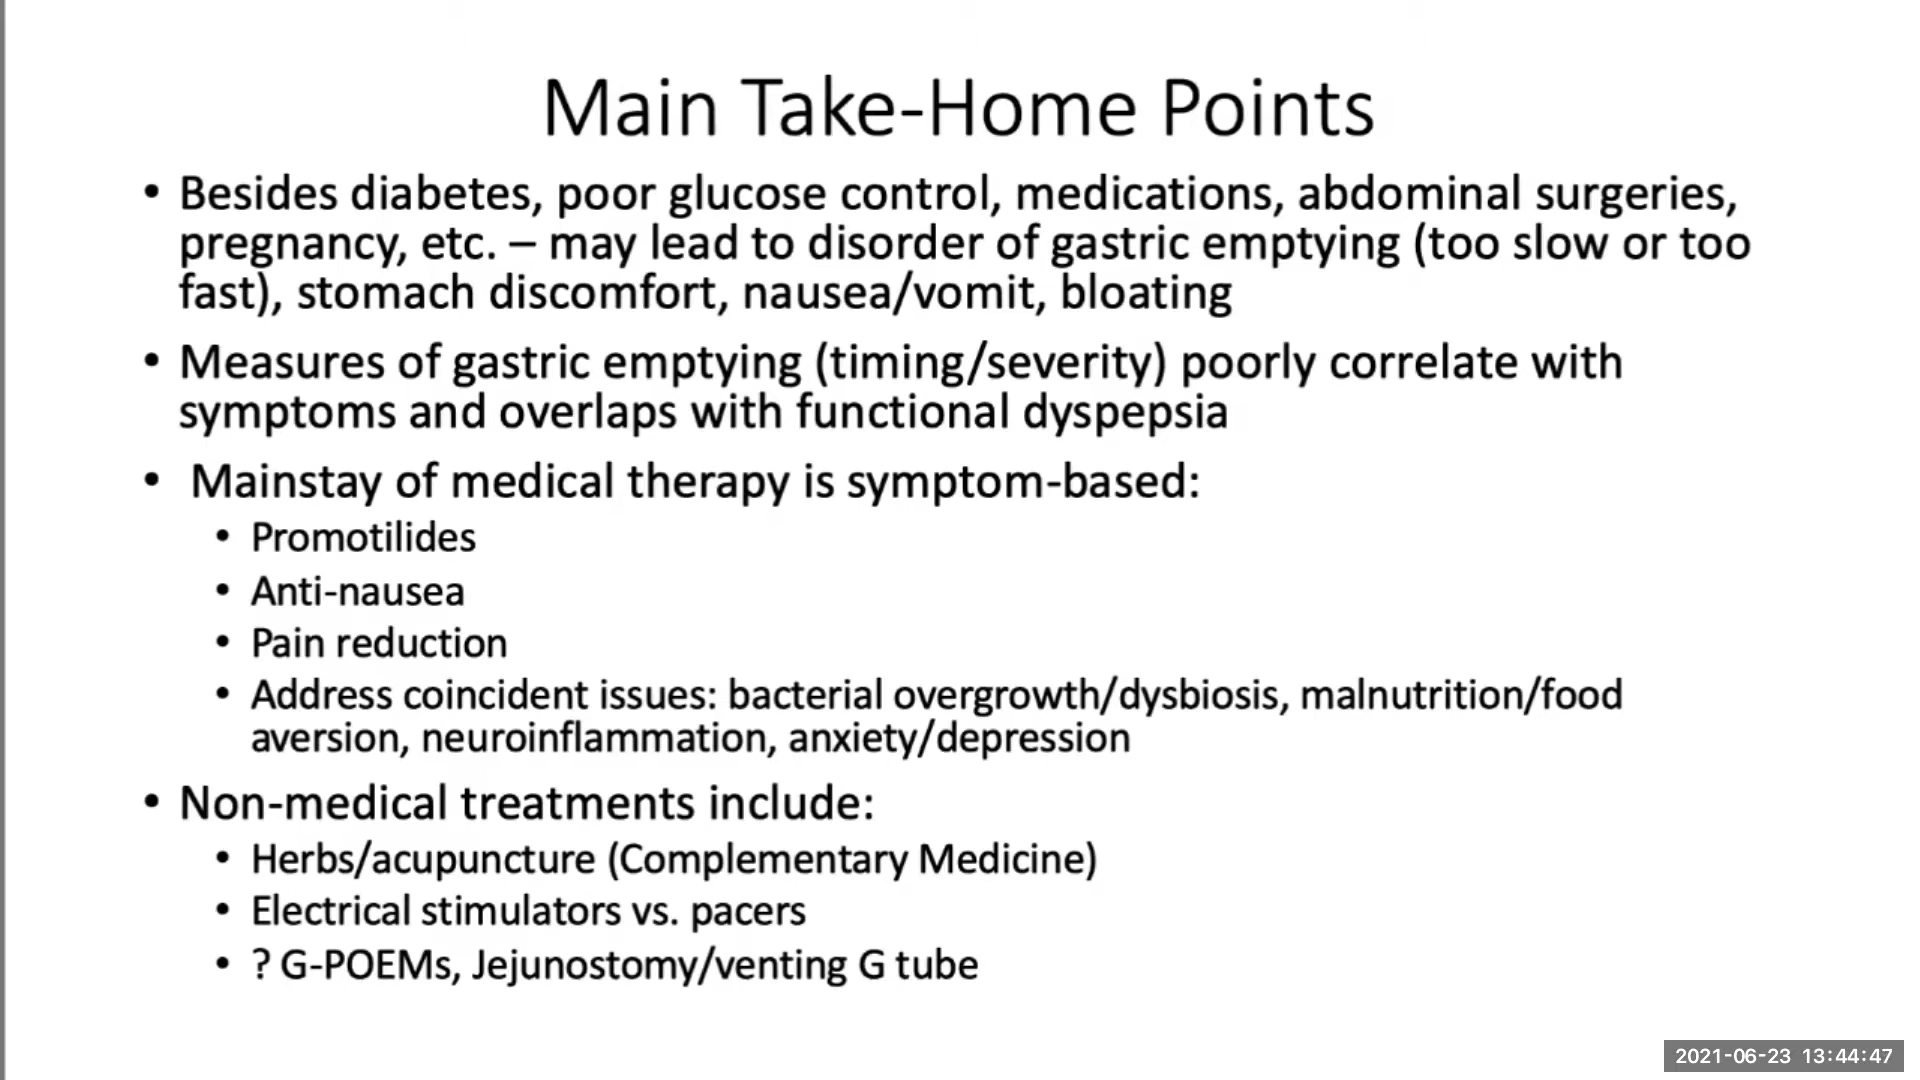 Main Take-Home Points
• Besides diabetes, poor glucose control, medications, abdominal surgeries,
pregnancy, etc. – may lead to disorder of gastric emptying (too slow or too
fast), stomach discomfort, nausea/vomit, bloating
• Measures of gastric emptying (timing/severity) poorly correlate with
symptoms and overlaps with functional dyspepsia
• Mainstay of medical therapy is symptom-based:
• Promotilides
• Anti-nausea
• Pain reduction
• Address coincident issues: bacterial overgrowth/dysbiosis, malnutrition/food
aversion, neuroinflammation, anxiety/depression
• Non-medical treatments include:
• Herbs/acupuncture (Complementary Medicine)
• Electrical stimulators vs. pacers
• ? G-POEMs, Jejunostomy/venting G tube
2021-06-23 13:44:47